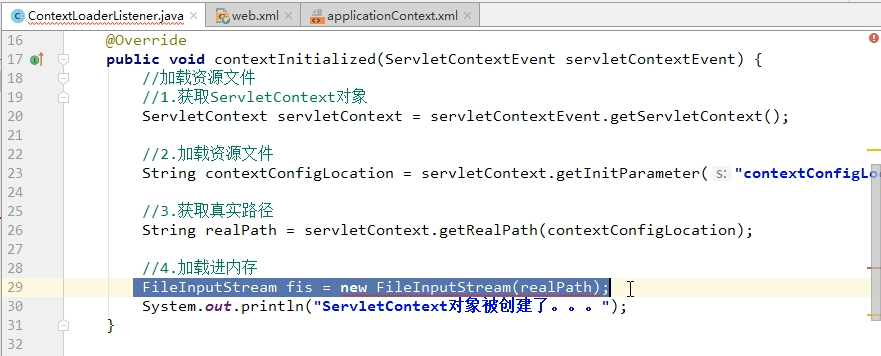 ContextLoaderListener.java × web.xml × applicationContext.xml ×
16 @Override
17 public void contextInitialized(ServletContextEvent servletContextEvent) {
18 //加载资源文件
19 //1.获取ServletContext对象
20 ServletContext servletContext = servletContextEvent.getServletContext();
21
22 //2.加载资源文件
23 String contextConfigLocation = servletContext.getInitParameter( s: "contextConfigLo
24
25 //3.获取真实路径
26 String realPath = servletContext.getRealPath(contextConfigLocation);
27
28 //4.加载进内存
29 FileInputStream fis = new FileInputStream(realPath);
30 System.out.println("ServletContext对象被创建了。。。");
31 }
32